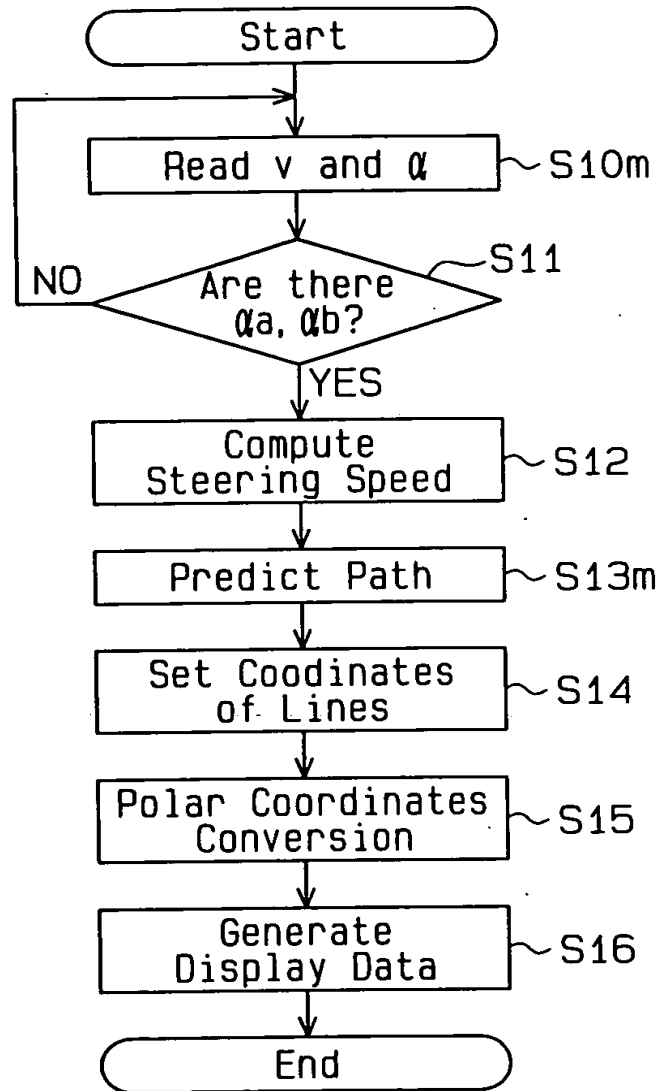 Start
Read v and α
S10m
S11
NO
Are there
αa, αb?
YES
Compute
Steering Speed
S12
Predict Path
S13m
Set Coodinates
of Lines
S14
Polar Coordinates
Conversion
S15
Generate
Display Data
S16
End